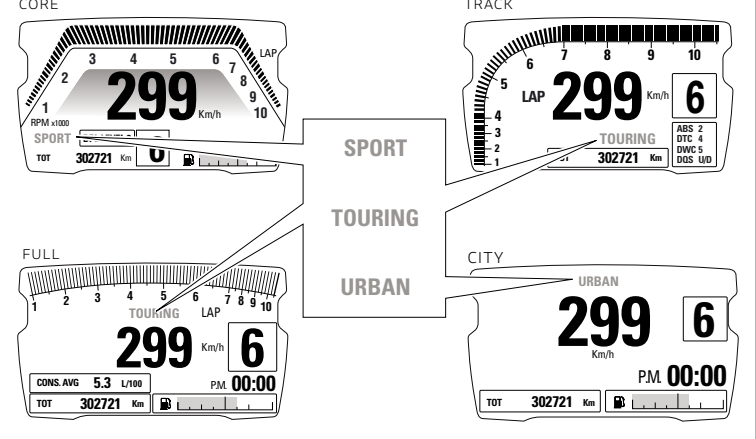 CORE
3 4 5 6 7 8 9 10
2
1
LAP
299 Km/h
RPM x1000
SPORT
TOT 302721 Km
TRACK
7 8 9 10
6
5
4
3
2
1
LAP 299 Km/h 6
TOURING
302721 Km
ABS 2
DTC 4
DWC 5
DQS U/D
SPORT
TOURING
URBAN
FULL
1 2 3 4 5 6 7 8 9 10
TOURING LAP
299 Km/h 6
CONS. AVG 5.3 L/100
P.M. 00:00
TOT 302721 Km
CITY
URBAN
299 6
Km/h
P.M. 00:00
TOT 302721 Km